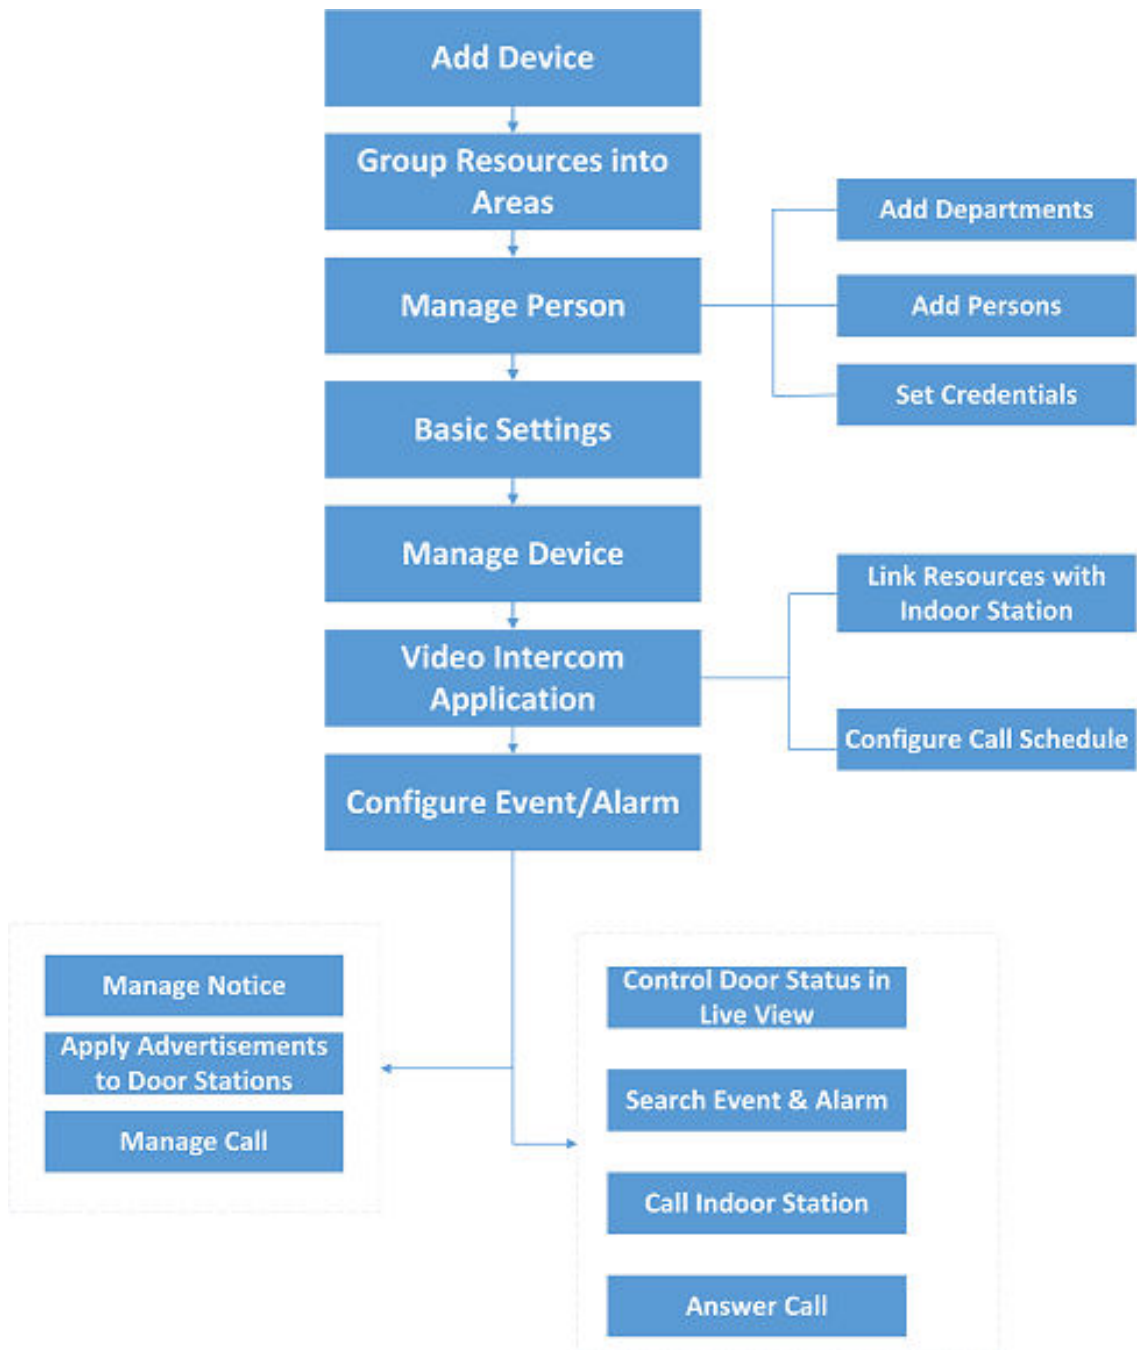 Add Device
Group Resources into
Areas
Add Departments
Manage Person
Add Persons
Set Credentials
Basic Settings
Manage Device
Link Resources with
Indoor Station
Video Intercom
Application
Configure Call Schedule
Configure Event/Alarm
Manage Notice
Apply Advertisements
to Door Stations
Manage Call
Control Door Status in
Live View
Search Event & Alarm
Call Indoor Station
Answer Call